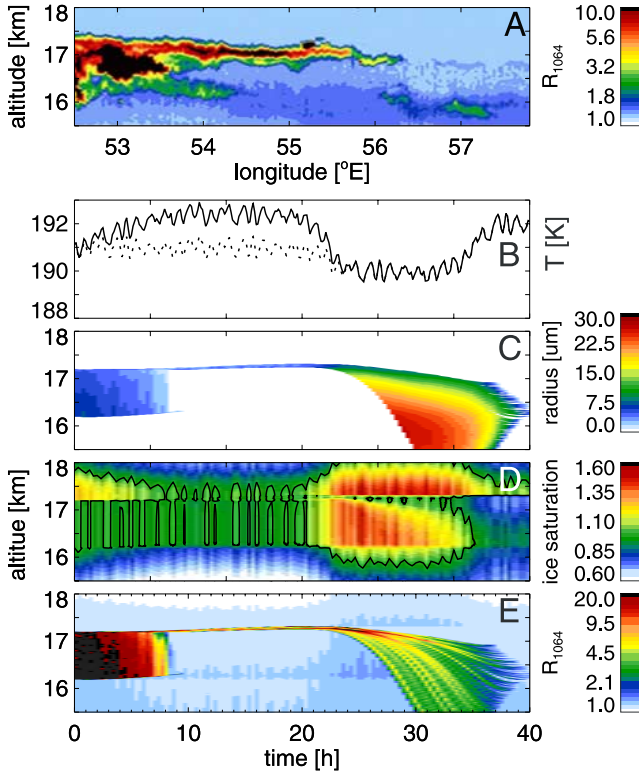 A
altitude [km]
18
17
16
53 54 55 56 57
longitude [°E]
10.0
5.6
3.2
1.8
1.0
R1064
B
192
190
188
T [K]
C
18
17
16
30.0
22.5
15.0
7.5
0.0
radius [um]
D
altitue [km]
18
17
16
1.60
1.35
1.10
0.85
0.60
ice saturation
E
18
17
16
20.0
9.5
4.5
2.1
1.0
R1064
0 10 20 30 40
time [h]